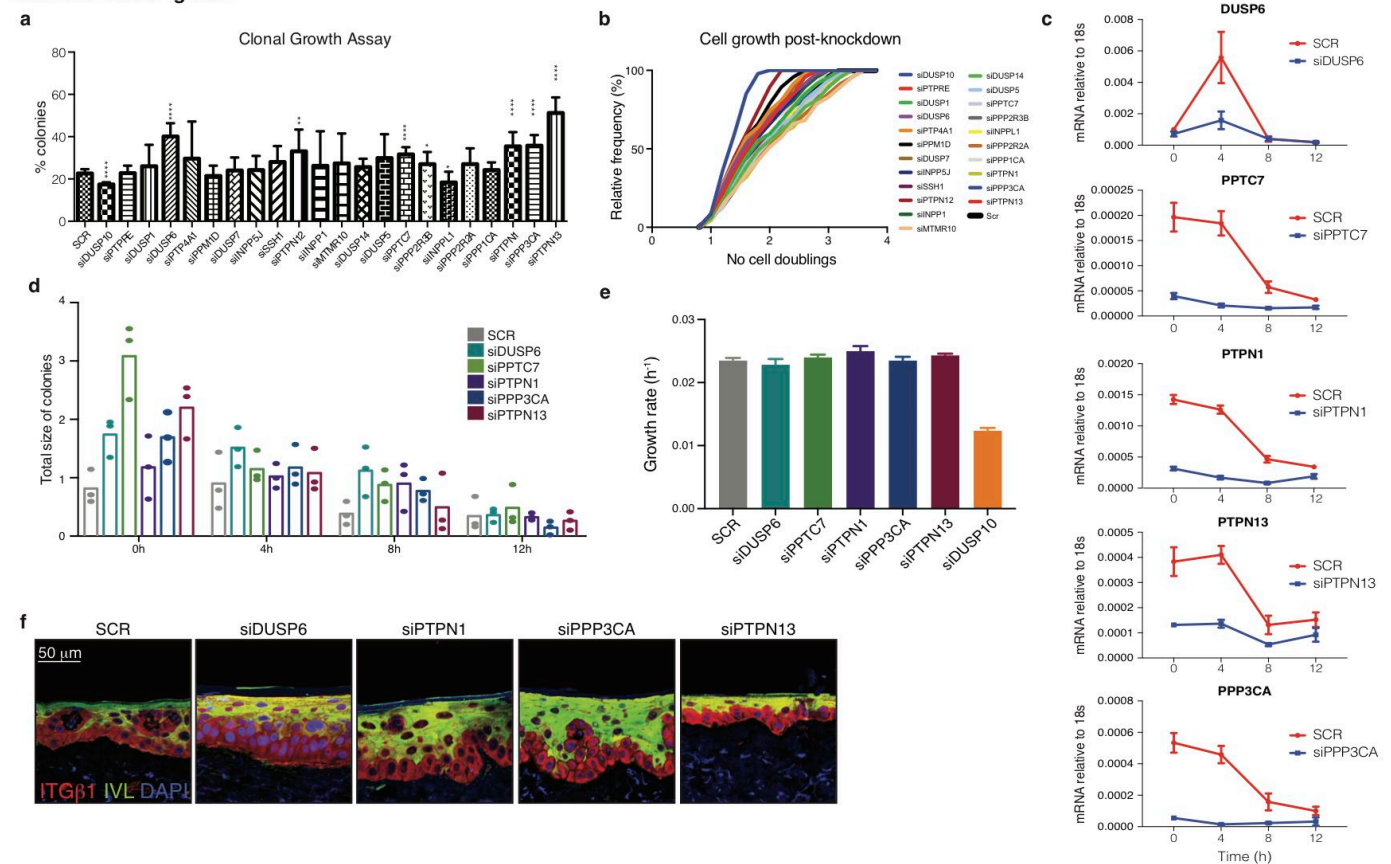 a
Clonal Growth Assay
% colonies
80
60
40
20
0
****
****
**
****
*
*
****
****
****
SCR
siDUSP10
siPTPRE
siDUSP1
siDUSP6
siPTP4A1
siPPM1D
siDUSP7
siINPP5J
siSSH1
siPTPN12
siINPP1
siMTMR10
siDUSP14
siDUSP5
siPPTC7
siPPP2R3B
siINPPL1
siPPP2R2A
siPPP1CA
siPTPN1
siPPP3CA
siPTPN13
b
Cell growth post-knockdown
Relative frequency (%)
100
50
0
0
1
2
3
4
No cell doublings
siDUSP10
siPTPRE
siDUSP1
siDUSP6
siPTP4A1
siPPM1D
siDUSP7
siINPP5J
siSSH1
siPTPN12
siINPP1
siMTMR10
siDUSP14
siDUSP5
siPPTC7
siPPP2R3B
siINPPL1
siPPP2R2A
siPPP1CA
siPTPN1
siPPP3CA
siPTPN13
Scr
c
DUSP6
mRNA relative to 18s
0.008
0.006
0.004
0.002
0.000
0
4
8
12
SCR
siDUSP6
PPTC7
mRNA relative to 18s
0.00025
0.00020
0.00015
0.00010
0.00005
0.00000
0
4
8
12
SCR
siPPTC7
PTPN1
mRNA relative to 18s
0.0020
0.0015
0.0010
0.0005
0.0000
0
4
8
12
SCR
siPTPN1
PTPN13
mRNA relative to 18s
0.0005
0.0004
0.0003
0.0002
0.0001
0.0000
0
4
8
12
SCR
siPTPN13
PPP3CA
mRNA relative to 18s
0.0008
0.0006
0.0004
0.0002
0.0000
0
4
8
12
Time (h)
SCR
siPPP3CA
d
Total size of colonies
4
3
2
1
0
0h
4h
8h
12h
SCR
siDUSP6
siPPTC7
siPTPN1
siPPP3CA
siPTPN13
e
Growth rate (h⁻¹)
0.03
0.02
0.01
0.00
SCR
siDUSP6
siPPTC7
siPTPN1
siPPP3CA
siPTPN13
siDUSP10
f
SCR
siDUSP6
siPTPN1
siPPP3CA
siPTPN13
50 µm
ITGβ1 IVL DAPI